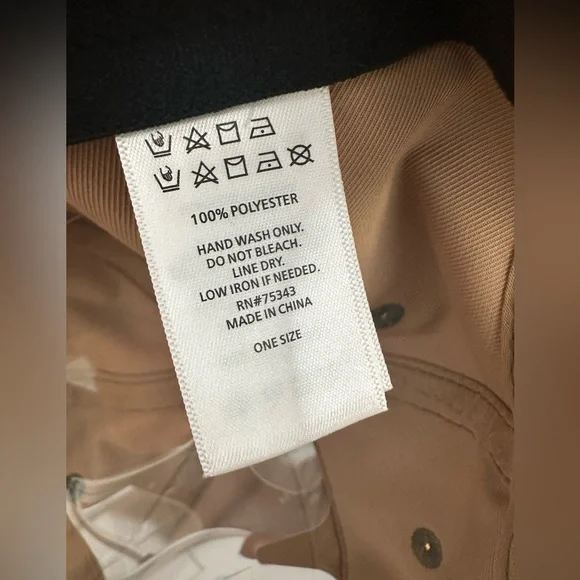 100% POLYESTER
HAND WASH ONLY.
DO NOT BLEACH.
LINE DRY.
LOW IRON IF NEEDED.
RN#75343
MADE IN CHINA
ONE SIZE